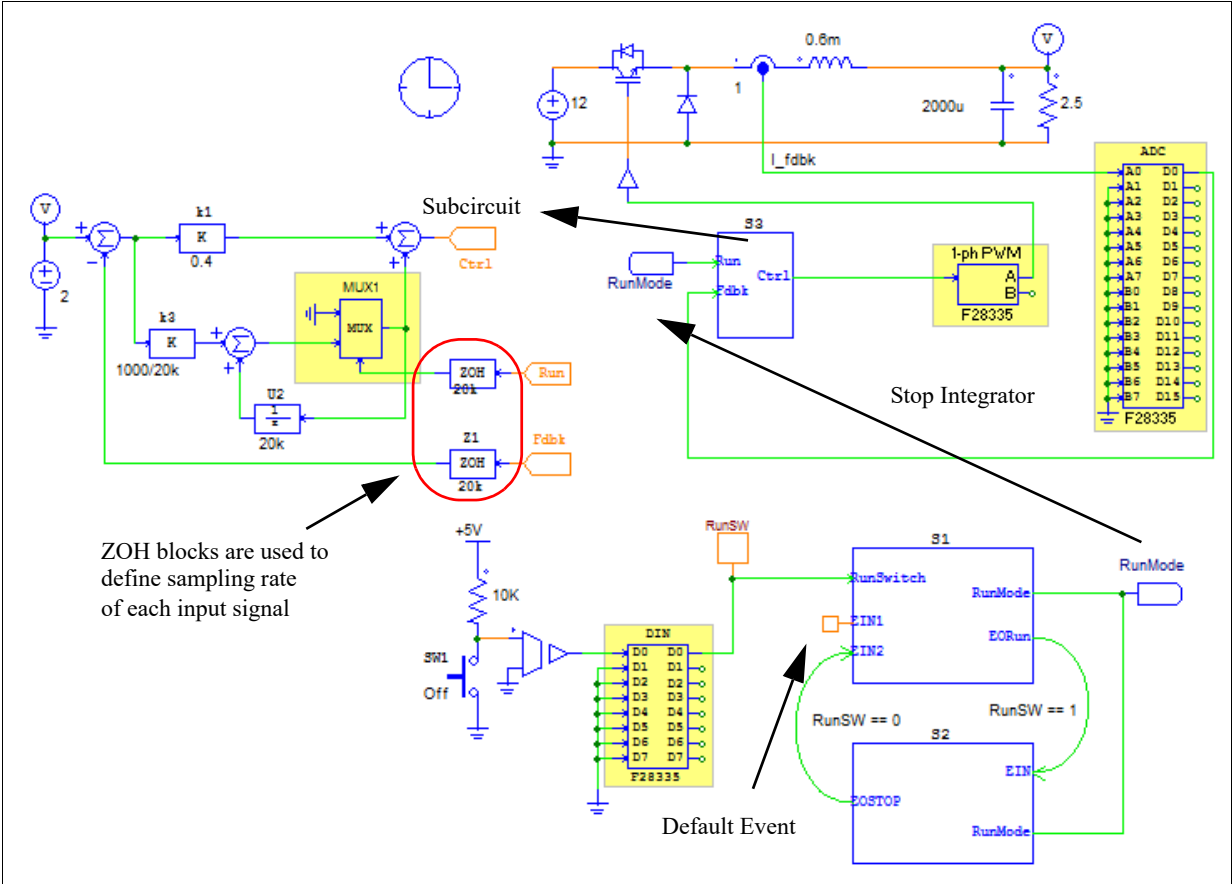 V
0.6m
12
1
2000u
2.5
I_fdbk
V
k1
K
0.4
Ctrl
2
MUX1
MUX
k3
K
1000/20k
U2
1
z
20k
ZOH
20k
Run
Z1
ZOH
20k
Fdbk
Subcircuit
RunMode
S3
Run
Fdbk
Ctrl
1-ph PWM
A
B
F28335
ADC
A0 D0
A1 D1
A2 D2
A3 D3
A4 D4
A5 D5
A6 D6
A7 D7
B0 D8
B1 D9
B2 D10
B3 D11
B4 D12
B5 D13
B6 D14
B7 D15
F28335
Stop Integrator
ZOH blocks are used to
define sampling rate
of each input signal
+5V
10K
SW1
Off
DIN
D0 D0
D1 D1
D2 D2
D3 D3
D4 D4
D5 D5
D6 D6
D7 D7
F28335
RunSW
S1
RunSwitch
RunMode
EIN1
EORun
EIN2
RunMode
RunSW == 0
RunSW == 1
S2
EIN
EOSTOP
RunMode
Default Event